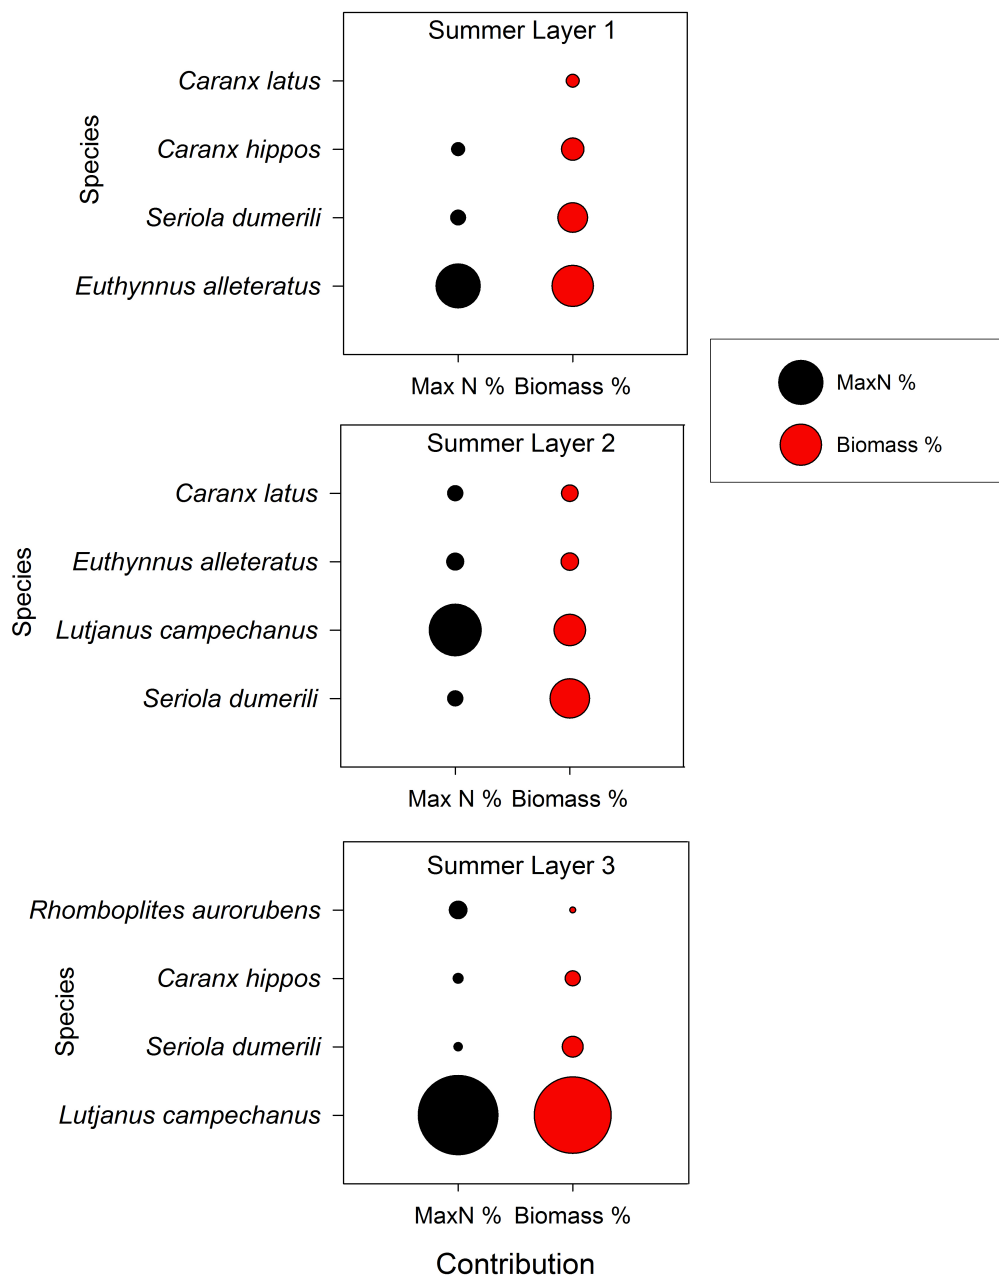 Summer Layer 1
Species
Caranx latus
Caranx hippos
Seriola dumerili
Euthynnus alleteratus
Max N % Biomass %
MaxN %
Biomass %
Summer Layer 2
Species
Caranx latus
Euthynnus alleteratus
Lutjanus campechanus
Seriola dumerili
Max N % Biomass %
Summer Layer 3
Species
Rhomboplites aurorubens
Caranx hippos
Seriola dumerili
Lutjanus campechanus
MaxN % Biomass %
Contribution